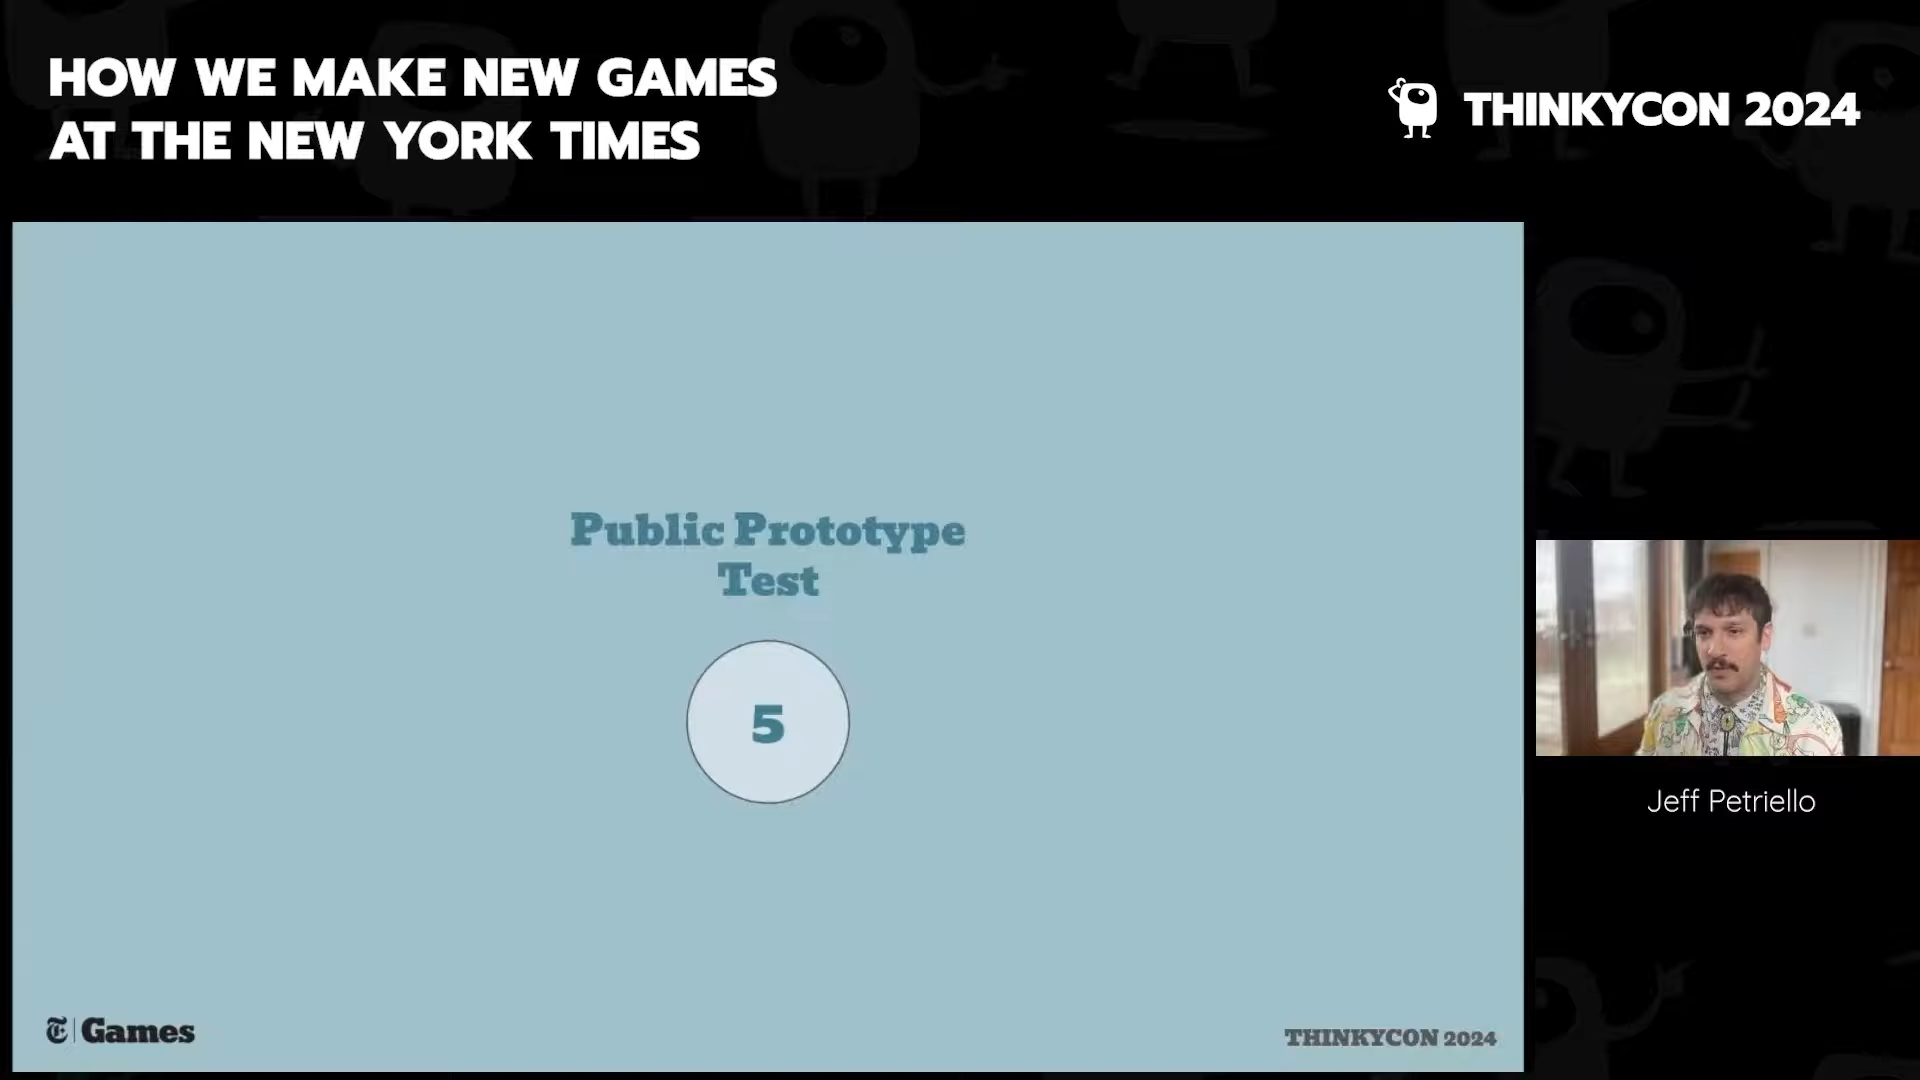 HOW WE MAKE NEW GAMES
AT THE NEW YORK TIMES
THINKYCON 2024
Public Prototype
Test
5
T | Games
THINKYCON 2024
Jeff Petriello